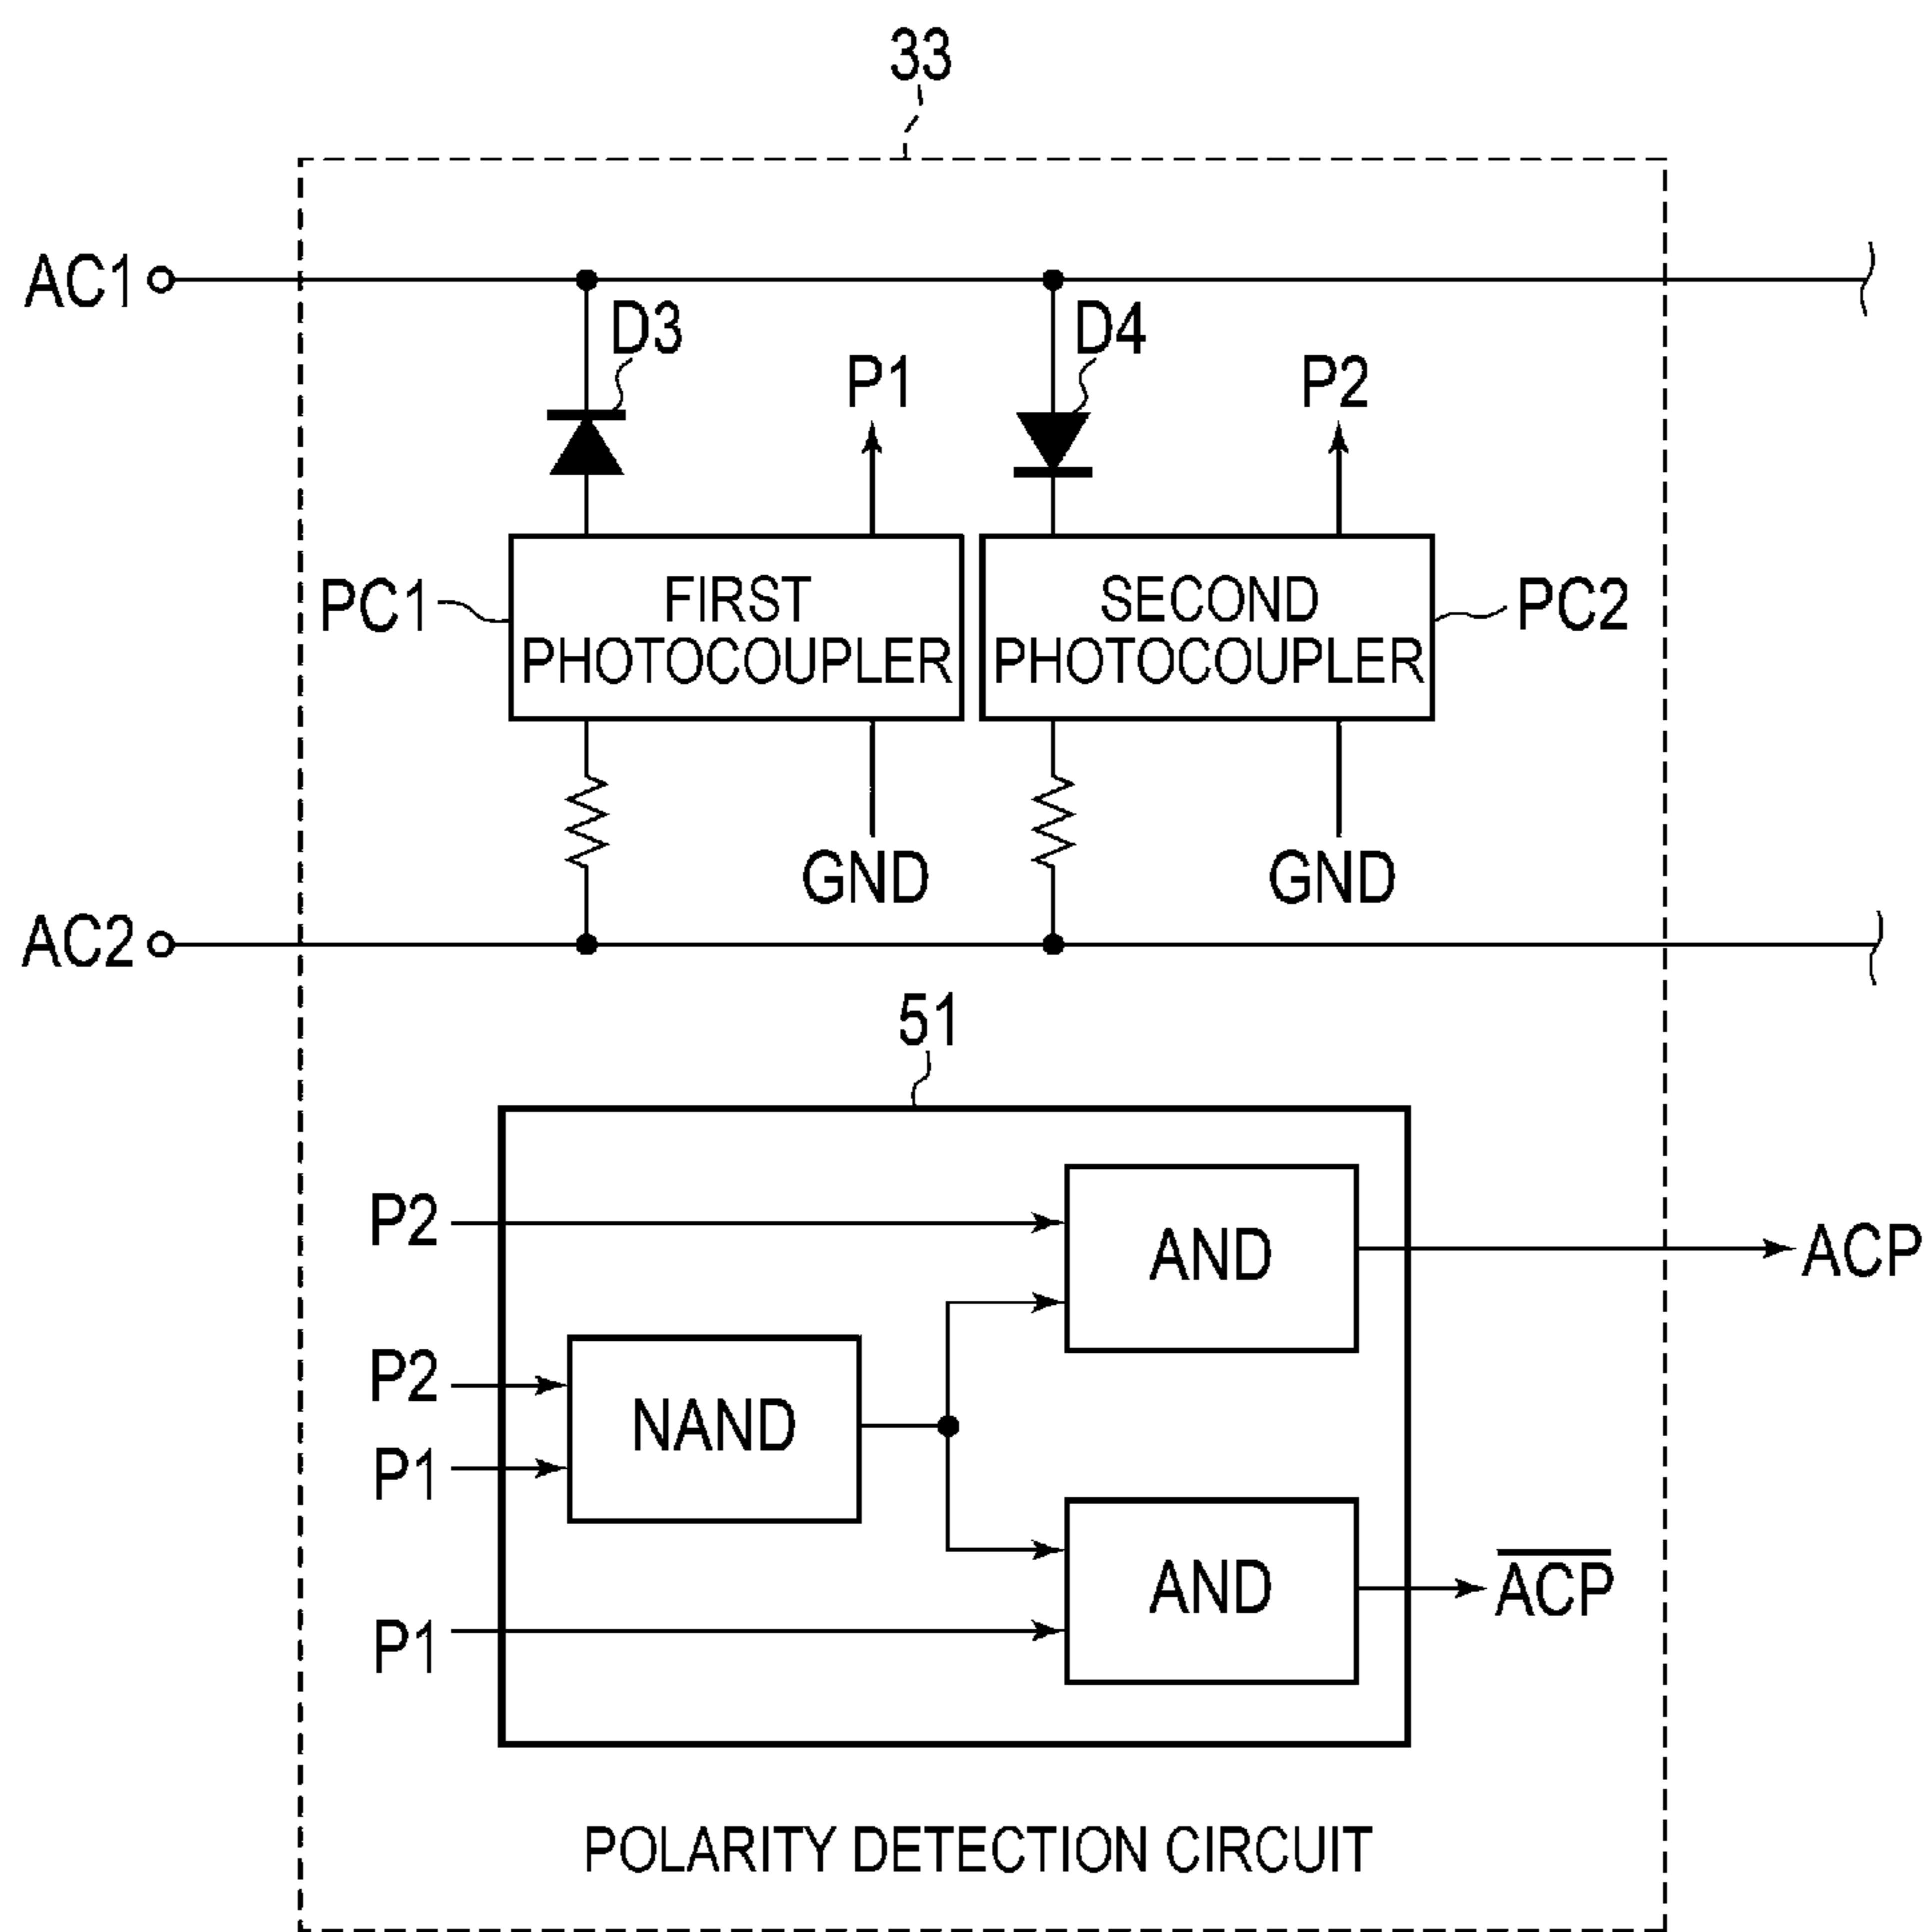 33
AC1
D3
D4
P1
P2
PC1
FIRST
PHOTOCOUPLER
SECOND
PHOTOCOUPLER
PC2
GND
GND
AC2
51
P2
AND
ACP
P2
NAND
P1
AND
A̅C̅P̅
P1
POLARITY DETECTION CIRCUIT